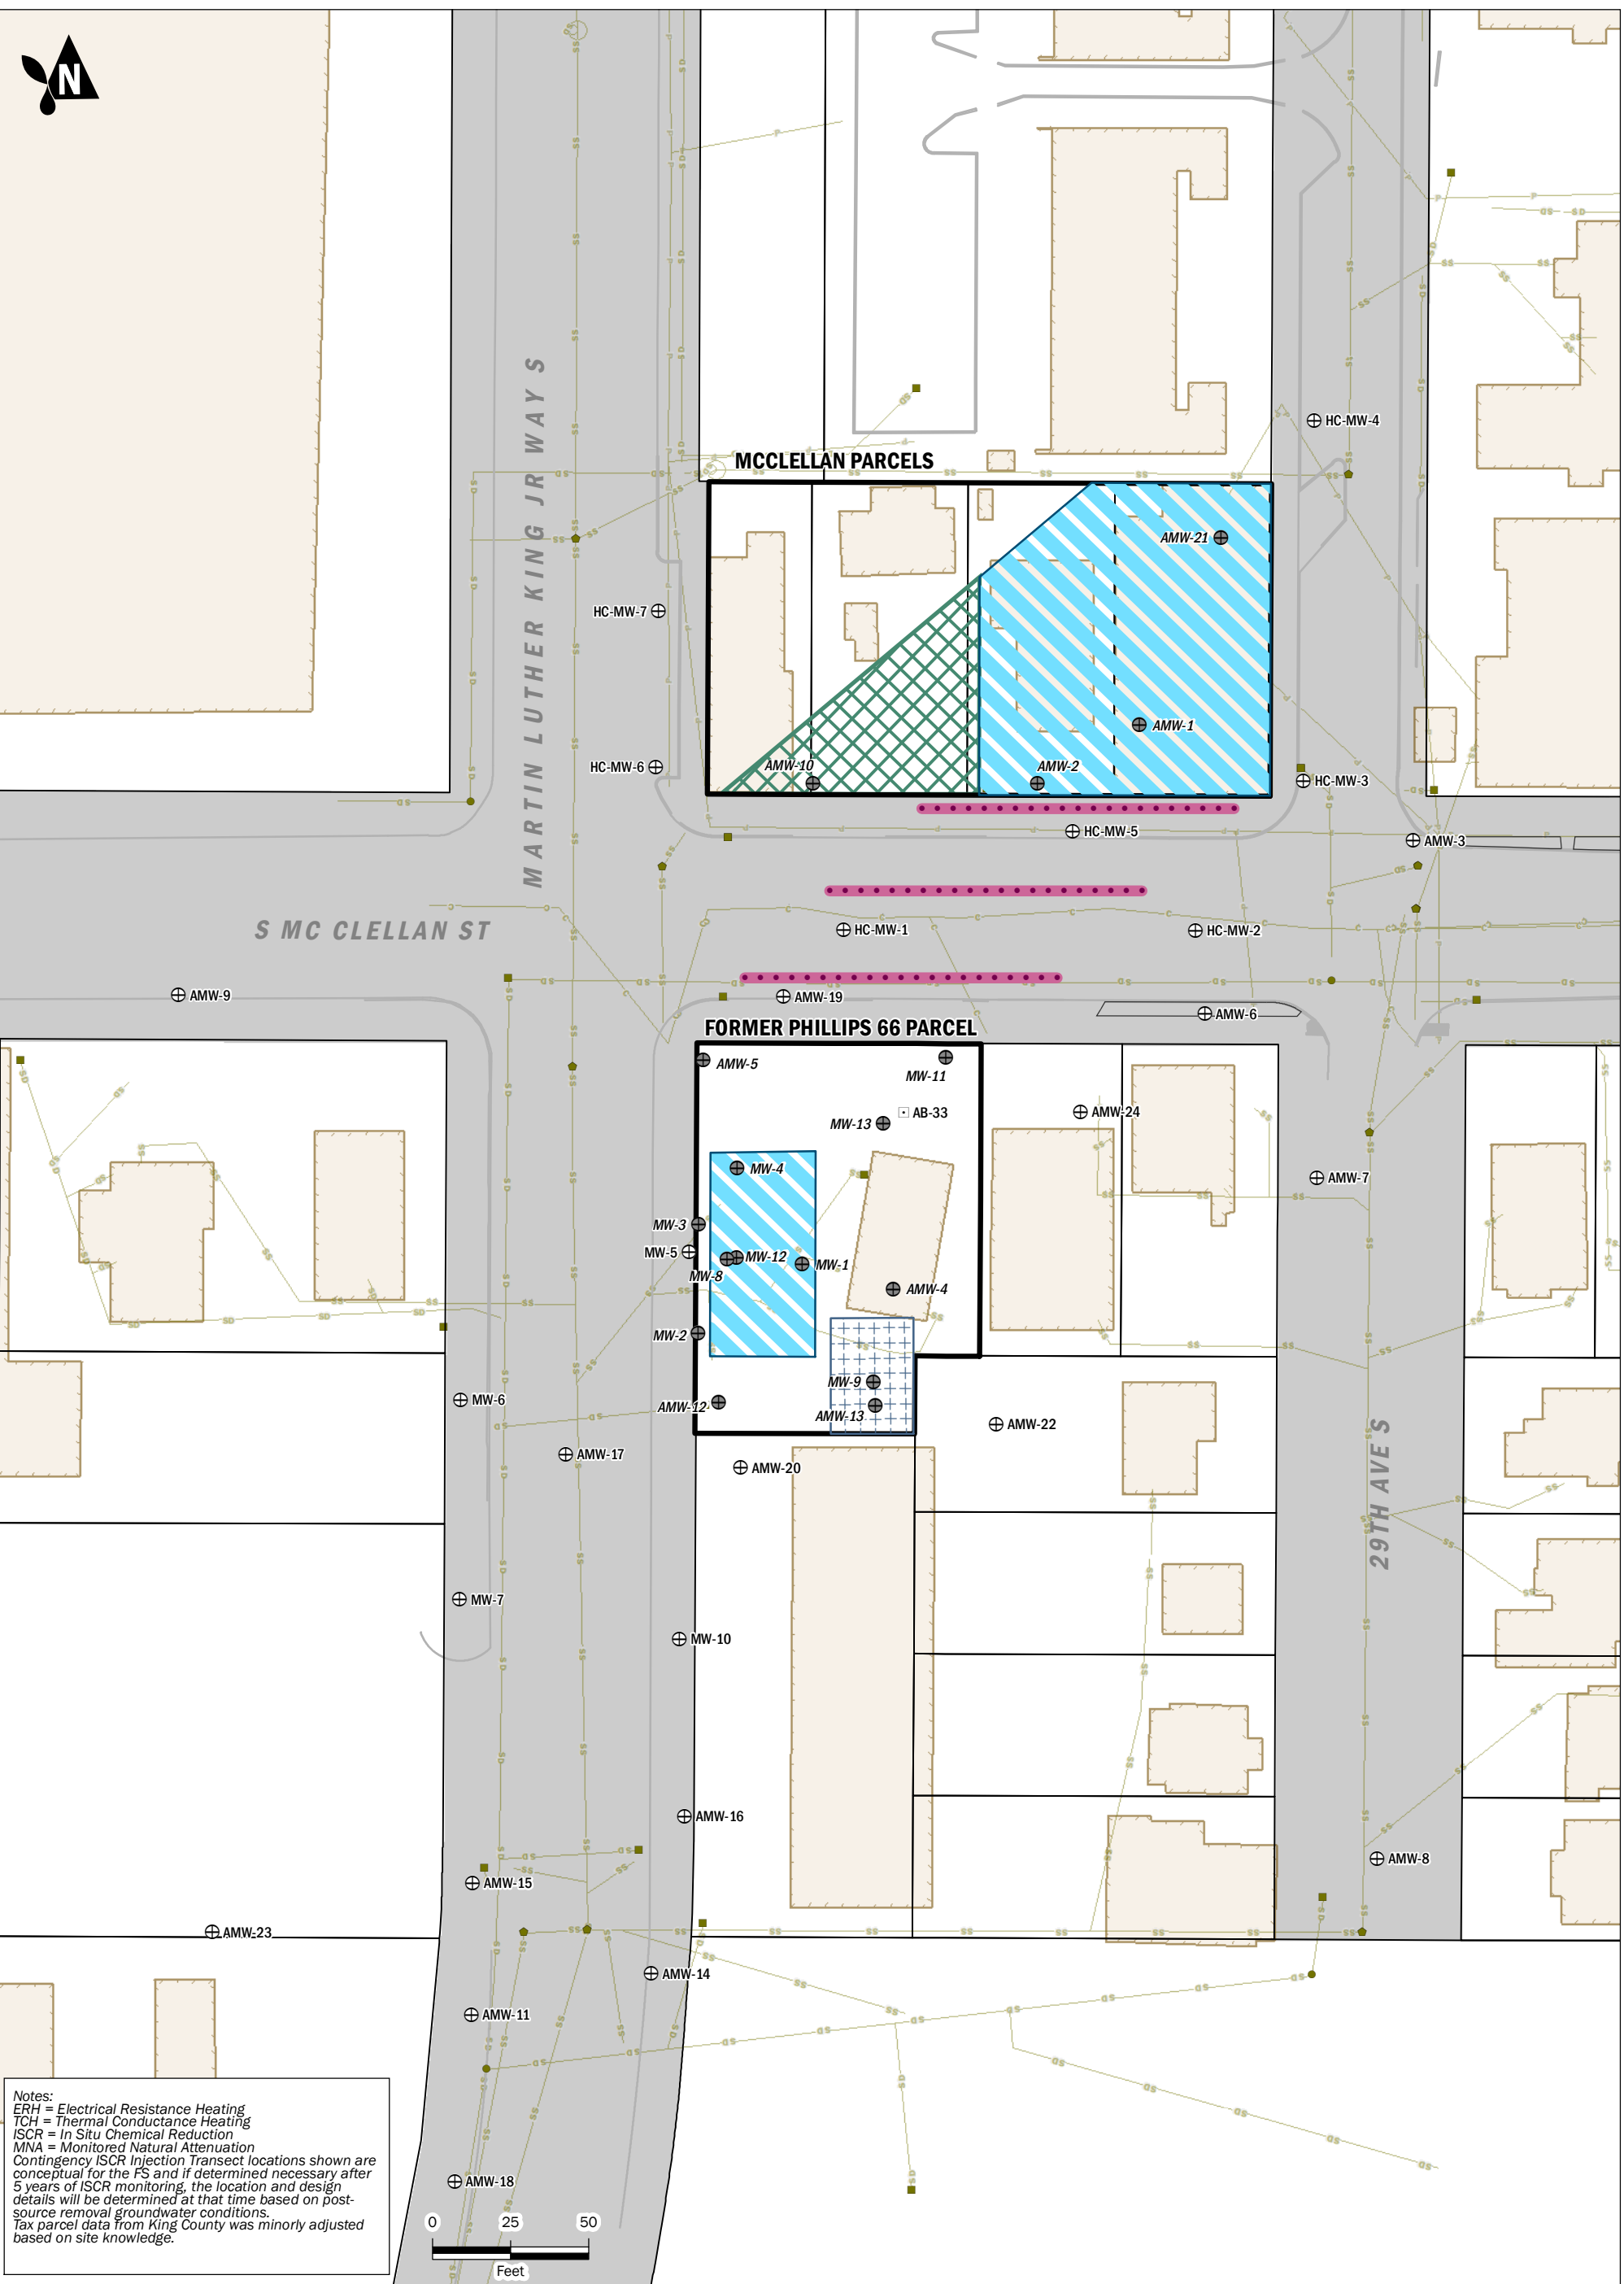 N
MARTIN LUTHER KING JR WAY S
HC-MW-4
MCCLELLAN PARCELS
AMW-21
HC-MW-7
AMW-1
HC-MW-6
AMW-10
AMW-2
HC-MW-3
HC-MW-5
AMW-3
S MC CLELLAN ST
HC-MW-1
HC-MW-2
AMW-9
AMW-19
AMW-6
FORMER PHILLIPS 66 PARCEL
AMW-5
MW-11
AB-33
AMW-24
MW-13
MW-4
AMW-7
MW-3
MW-5
MW-12
MW-1
MW-8
AMW-4
MW-2
MW-9
MW-6
AMW-12
AMW-13
AMW-22
29TH AVE S
AMW-17
AMW-20
MW-7
MW-10
AMW-16
AMW-8
AMW-15
AMW-23
AMW-14
AMW-11
AMW-18
Notes:
ERH = Electrical Resistance Heating
TCH = Thermal Conductance Heating
ISCR = In Situ Chemical Reduction
MNA = Monitored Natural Attenuation
Contingency ISCR Injection Transect locations shown are
conceptual for the FS and if determined necessary after
5 years of ISCR monitoring, the location and design
details will be determined at that time based on post-
source removal groundwater conditions.
Tax parcel data from King County was minorly adjusted
based on site knowledge.
0 25 50
Feet